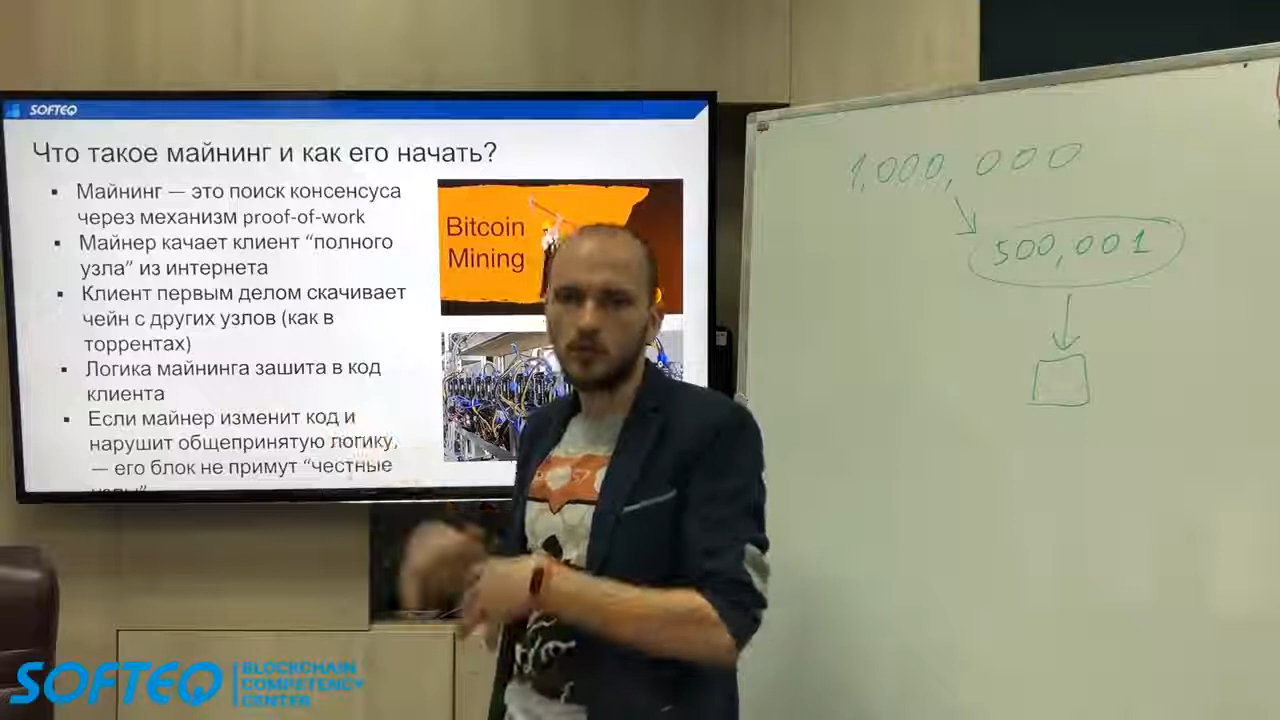 SOFTEQ
Что такое майнинг и как его начать?
▪ Майнинг — это поиск консенсуса
через механизм proof-of-work
▪ Майнер качает клиент “полного
узла” из интернета
▪ Клиент первым делом скачивает
чейн с других узлов (как в
торрентах)
▪ Логика майнинга зашита в код
клиента
▪ Если майнер изменит код и
нарушит общепринятую логику,
— его блок не примут “честные
Bitcoin
Mining
1,000,000
500,001
SOFTEQ
BLOCKCHAIN
COMPETENCY
CENTER